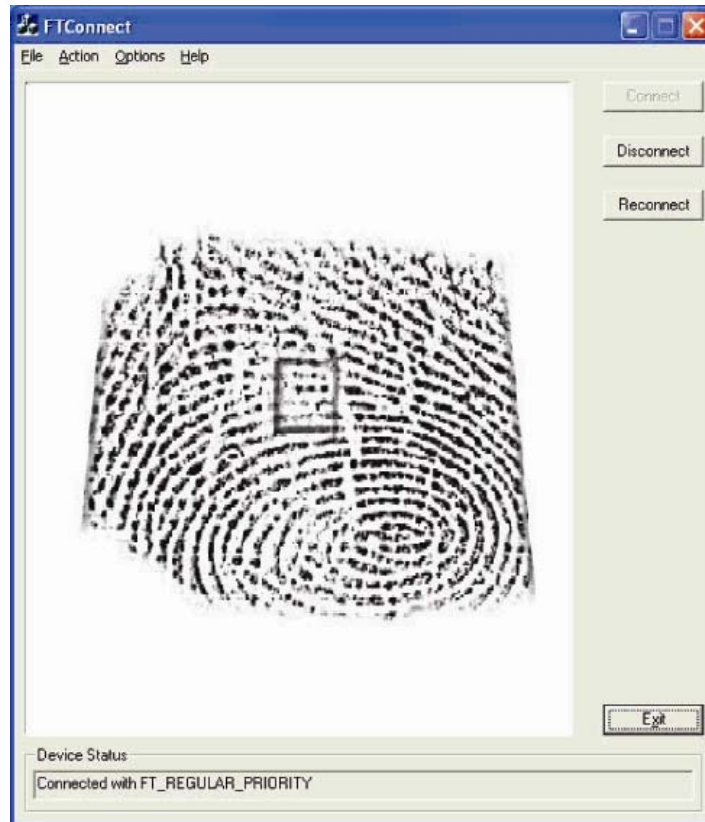 FTConnect
File Action Options Help
Connect
Disconnect
Reconnect
Exit
Device Status
Connected with FT_REGULAR_PRIORITY